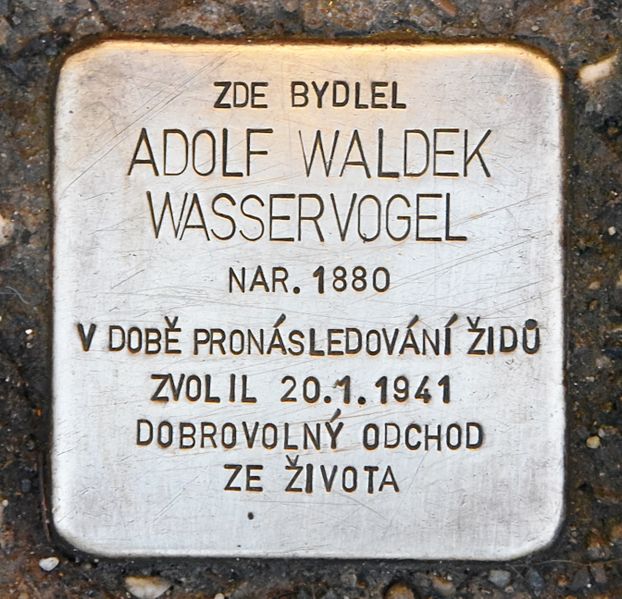 ZDE BYDLEL
ADOLF WALDEK
WASSERVOGEL
NAR. 1880
V DOBĚ PRONÁSLEDOVÁNÍ ŽIDŮ
ZVOLIL 20.1.1941
DOBROVOLNÝ ODCHOD
ZE ŽIVOTA